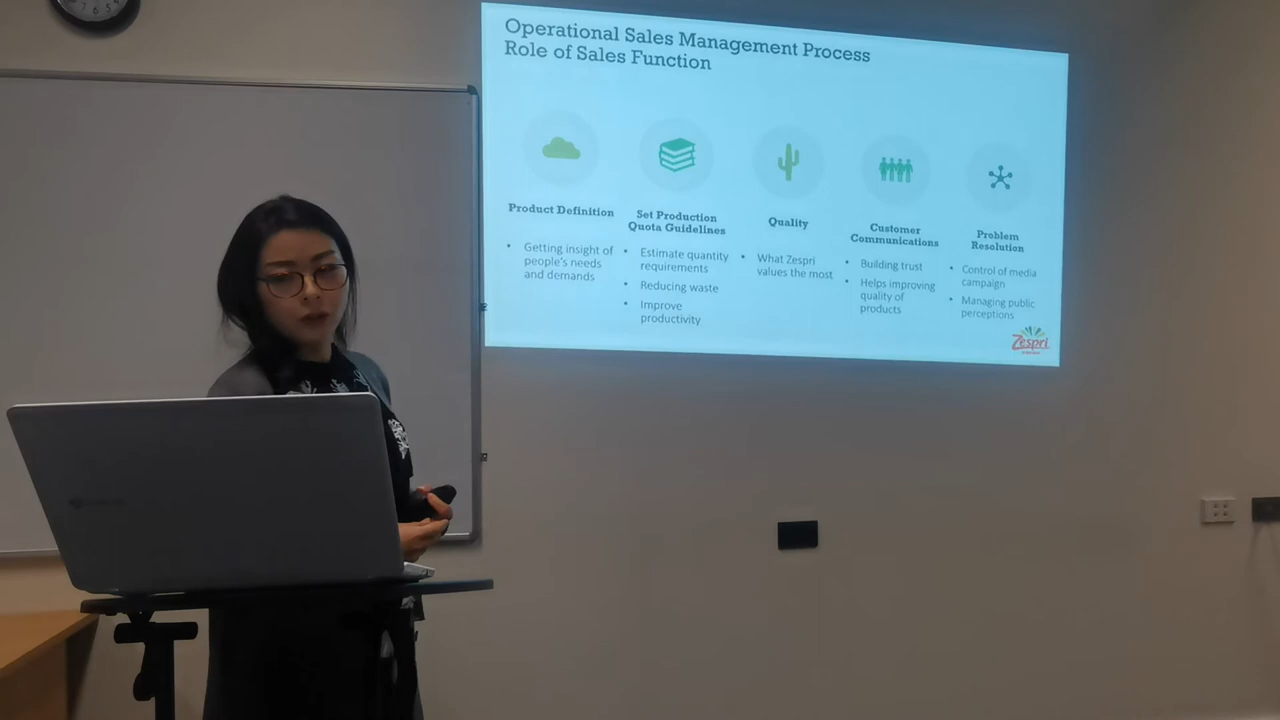 Operational Sales Management Process
Role of Sales Function
Product Definition
• Getting insight of
people's needs
and demands
Set Production
Quota Guidelines
• Estimate quantity
requirements
• Reducing waste
• Improve
productivity
Quality
• What Zespri
values the most
Customer
Communications
• Building trust
• Helps improving
quality of
products
Problem
Resolution
• Control of media
campaign
• Managing public
perceptions
Zespri